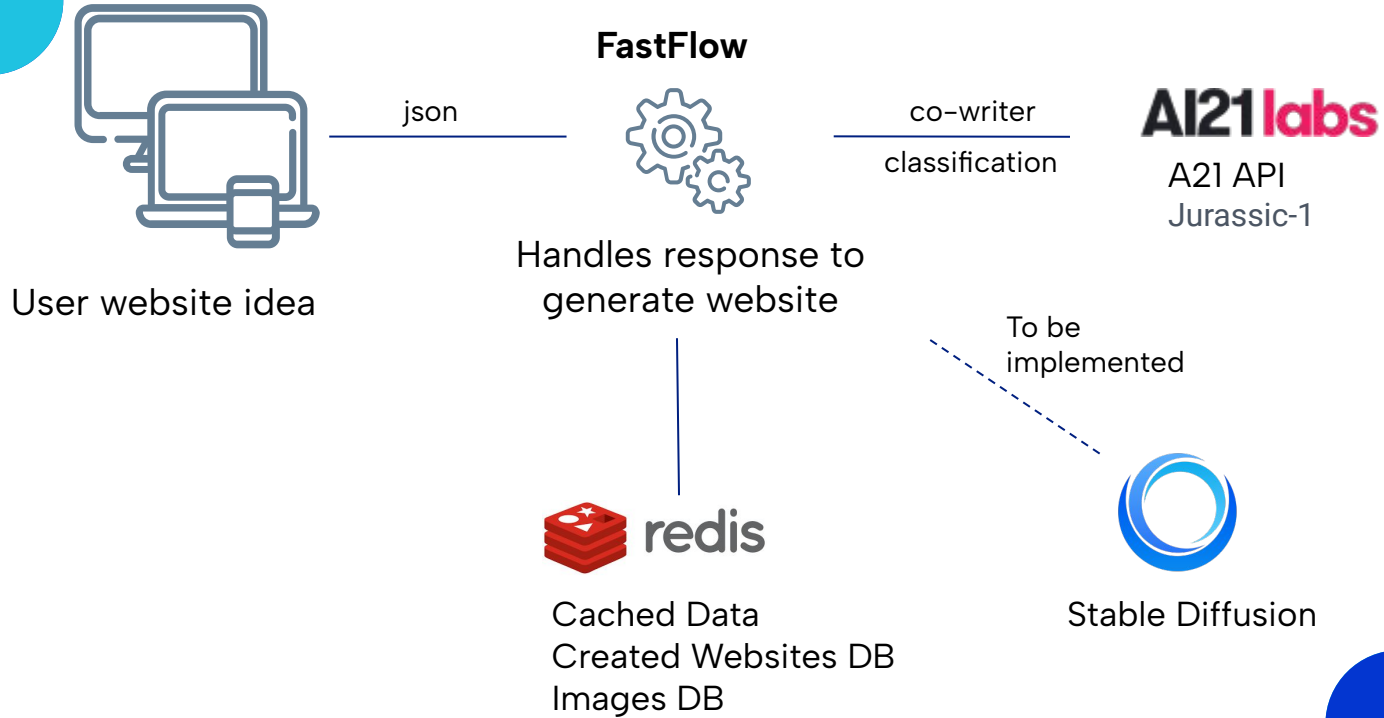 FastFlow
json
co-writer
classification
AI21labs
A21 API
Jurassic-1
User website idea
Handles response to
generate website
To be
implemented
redis
Cached Data
Created Websites DB
Images DB
Stable Diffusion